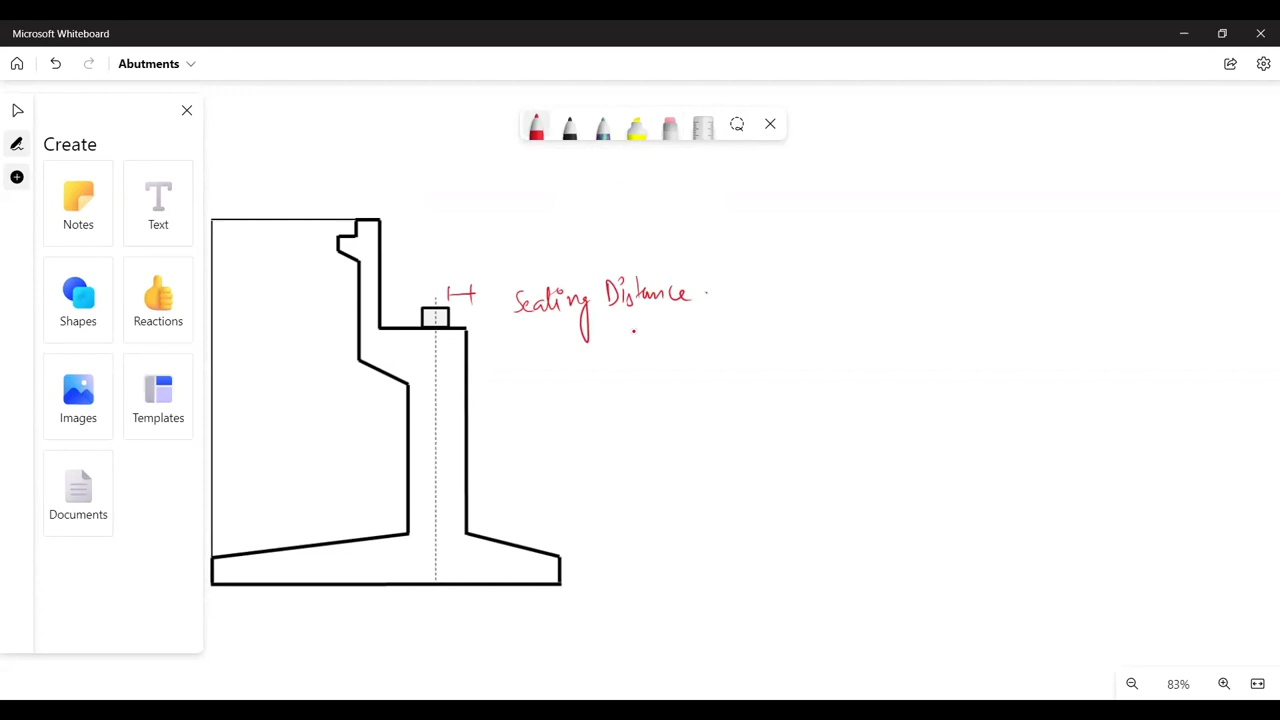 Microsoft Whiteboard
Abutments
Create
Notes
Text
Shapes
Reactions
Images
Templates
Documents
Seating Distance
83%